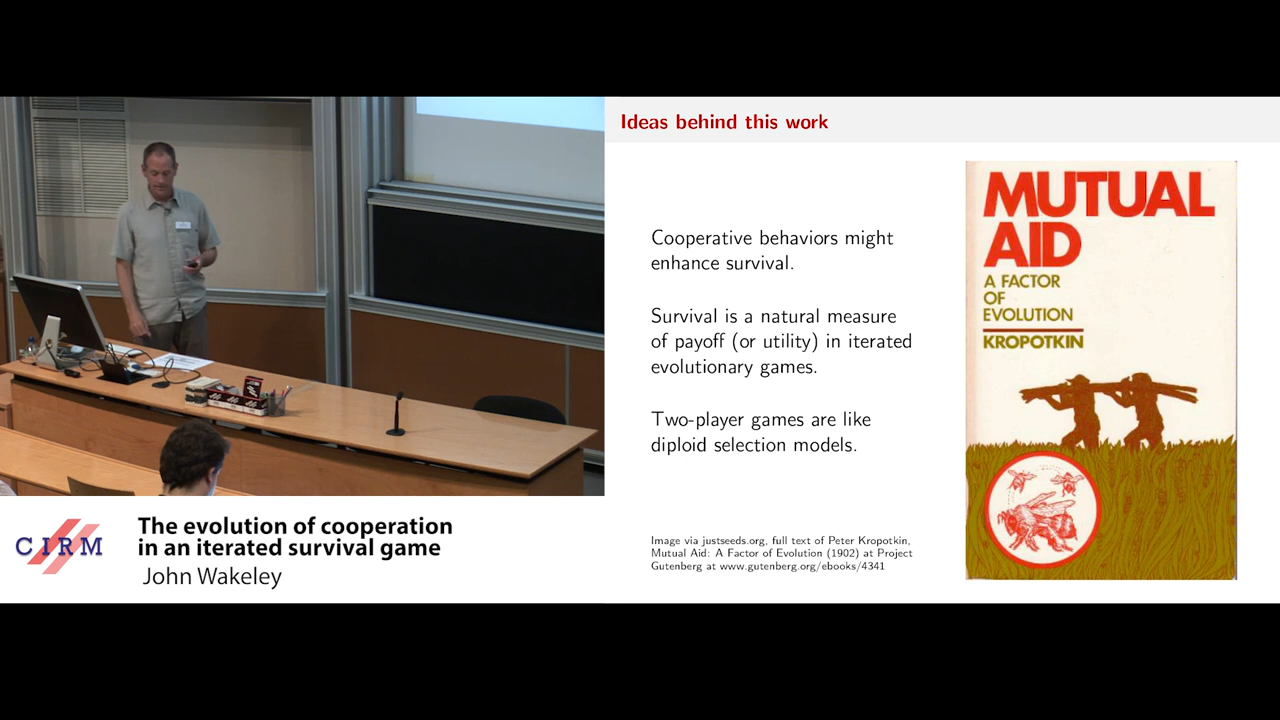 Ideas behind this work
Cooperative behaviors might
enhance survival.
Survival is a natural measure
of payoff (or utility) in iterated
evolutionary games.
Two-player games are like
diploid selection models.
Image via justseeds.org, full text of Peter Kropotkin,
Mutual Aid: A Factor of Evolution (1902) at Project
Gutenberg at www.gutenberg.org/ebooks/4341
MUTUAL
AID
A FACTOR
OF
EVOLUTION
KROPOTKIN
CIRM
The evolution of cooperation
in an iterated survival game
John Wakeley